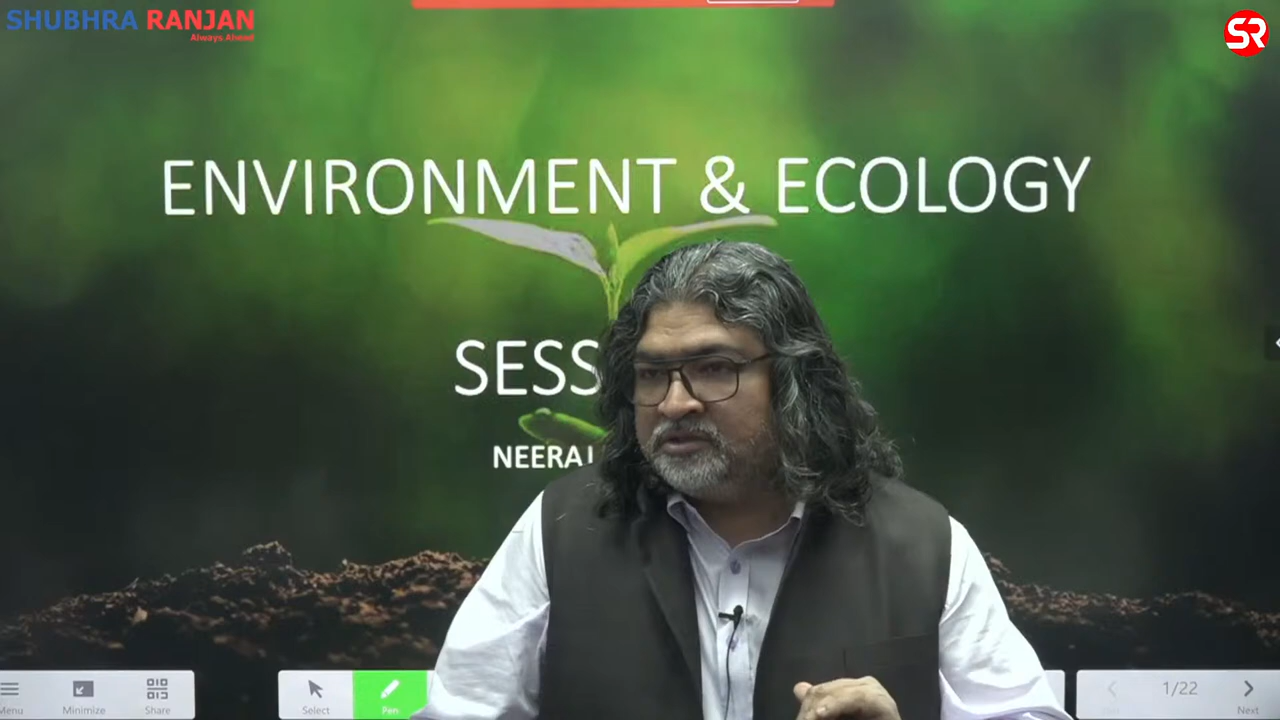 SHUBHRA RANJAN
Always Ahead
SR
ENVIRONMENT & ECOLOGY
SESS
NEERAJ
Menu
Minimize
Share
Select
Pen
1/22
Next